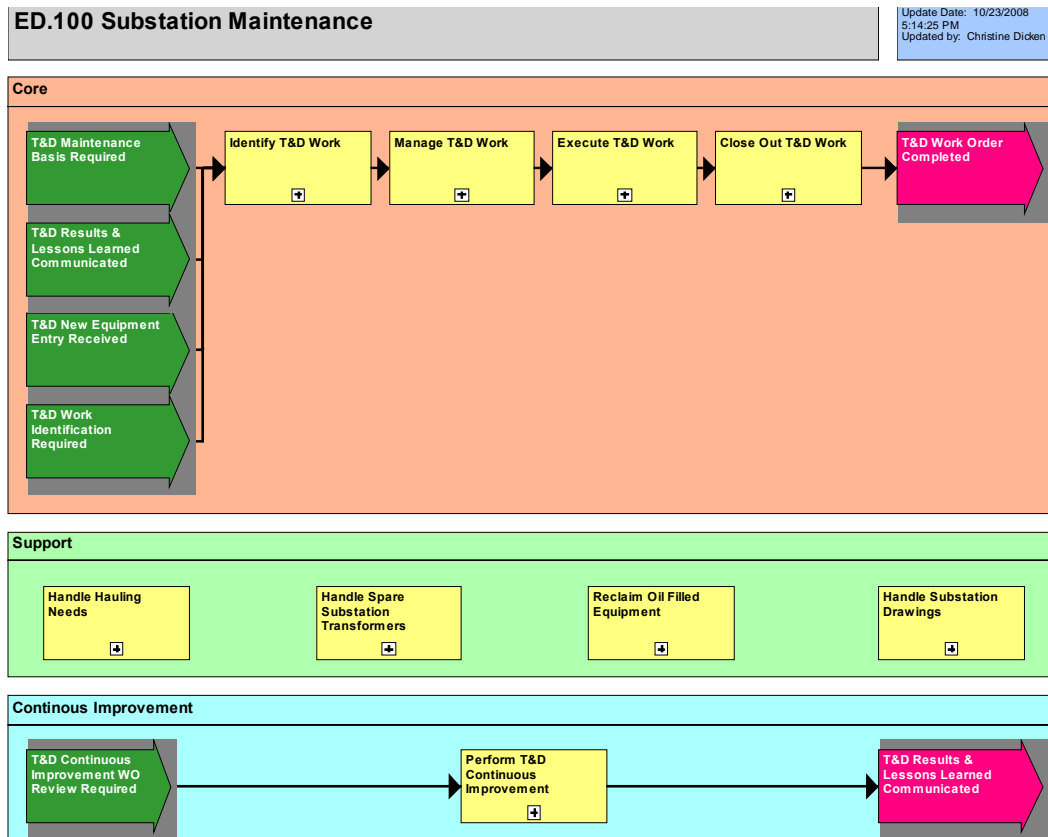 ED.100 Substation Maintenance
Update Date: 10/23/2008
5:14:25 PM
Updated by: Christine Dicken
Core
T&D Maintenance
Basis Required
Identify T&D Work
Manage T&D Work
Execute T&D Work
Close Out T&D Work
T&D Work Order
Completed
T&D Results &
Lessons Learned
Communicated
T&D New Equipment
Entry Received
T&D Work
Identification
Required
Support
Handle Hauling
Needs
Handle Spare
Substation
Transformers
Reclaim Oil Filled
Equipment
Handle Substation
Drawings
Continous Improvement
T&D Continuous
Improvement WO
Review Required
Perform T&D
Continuous
Improvement
T&D Results &
Lessons Learned
Communicated